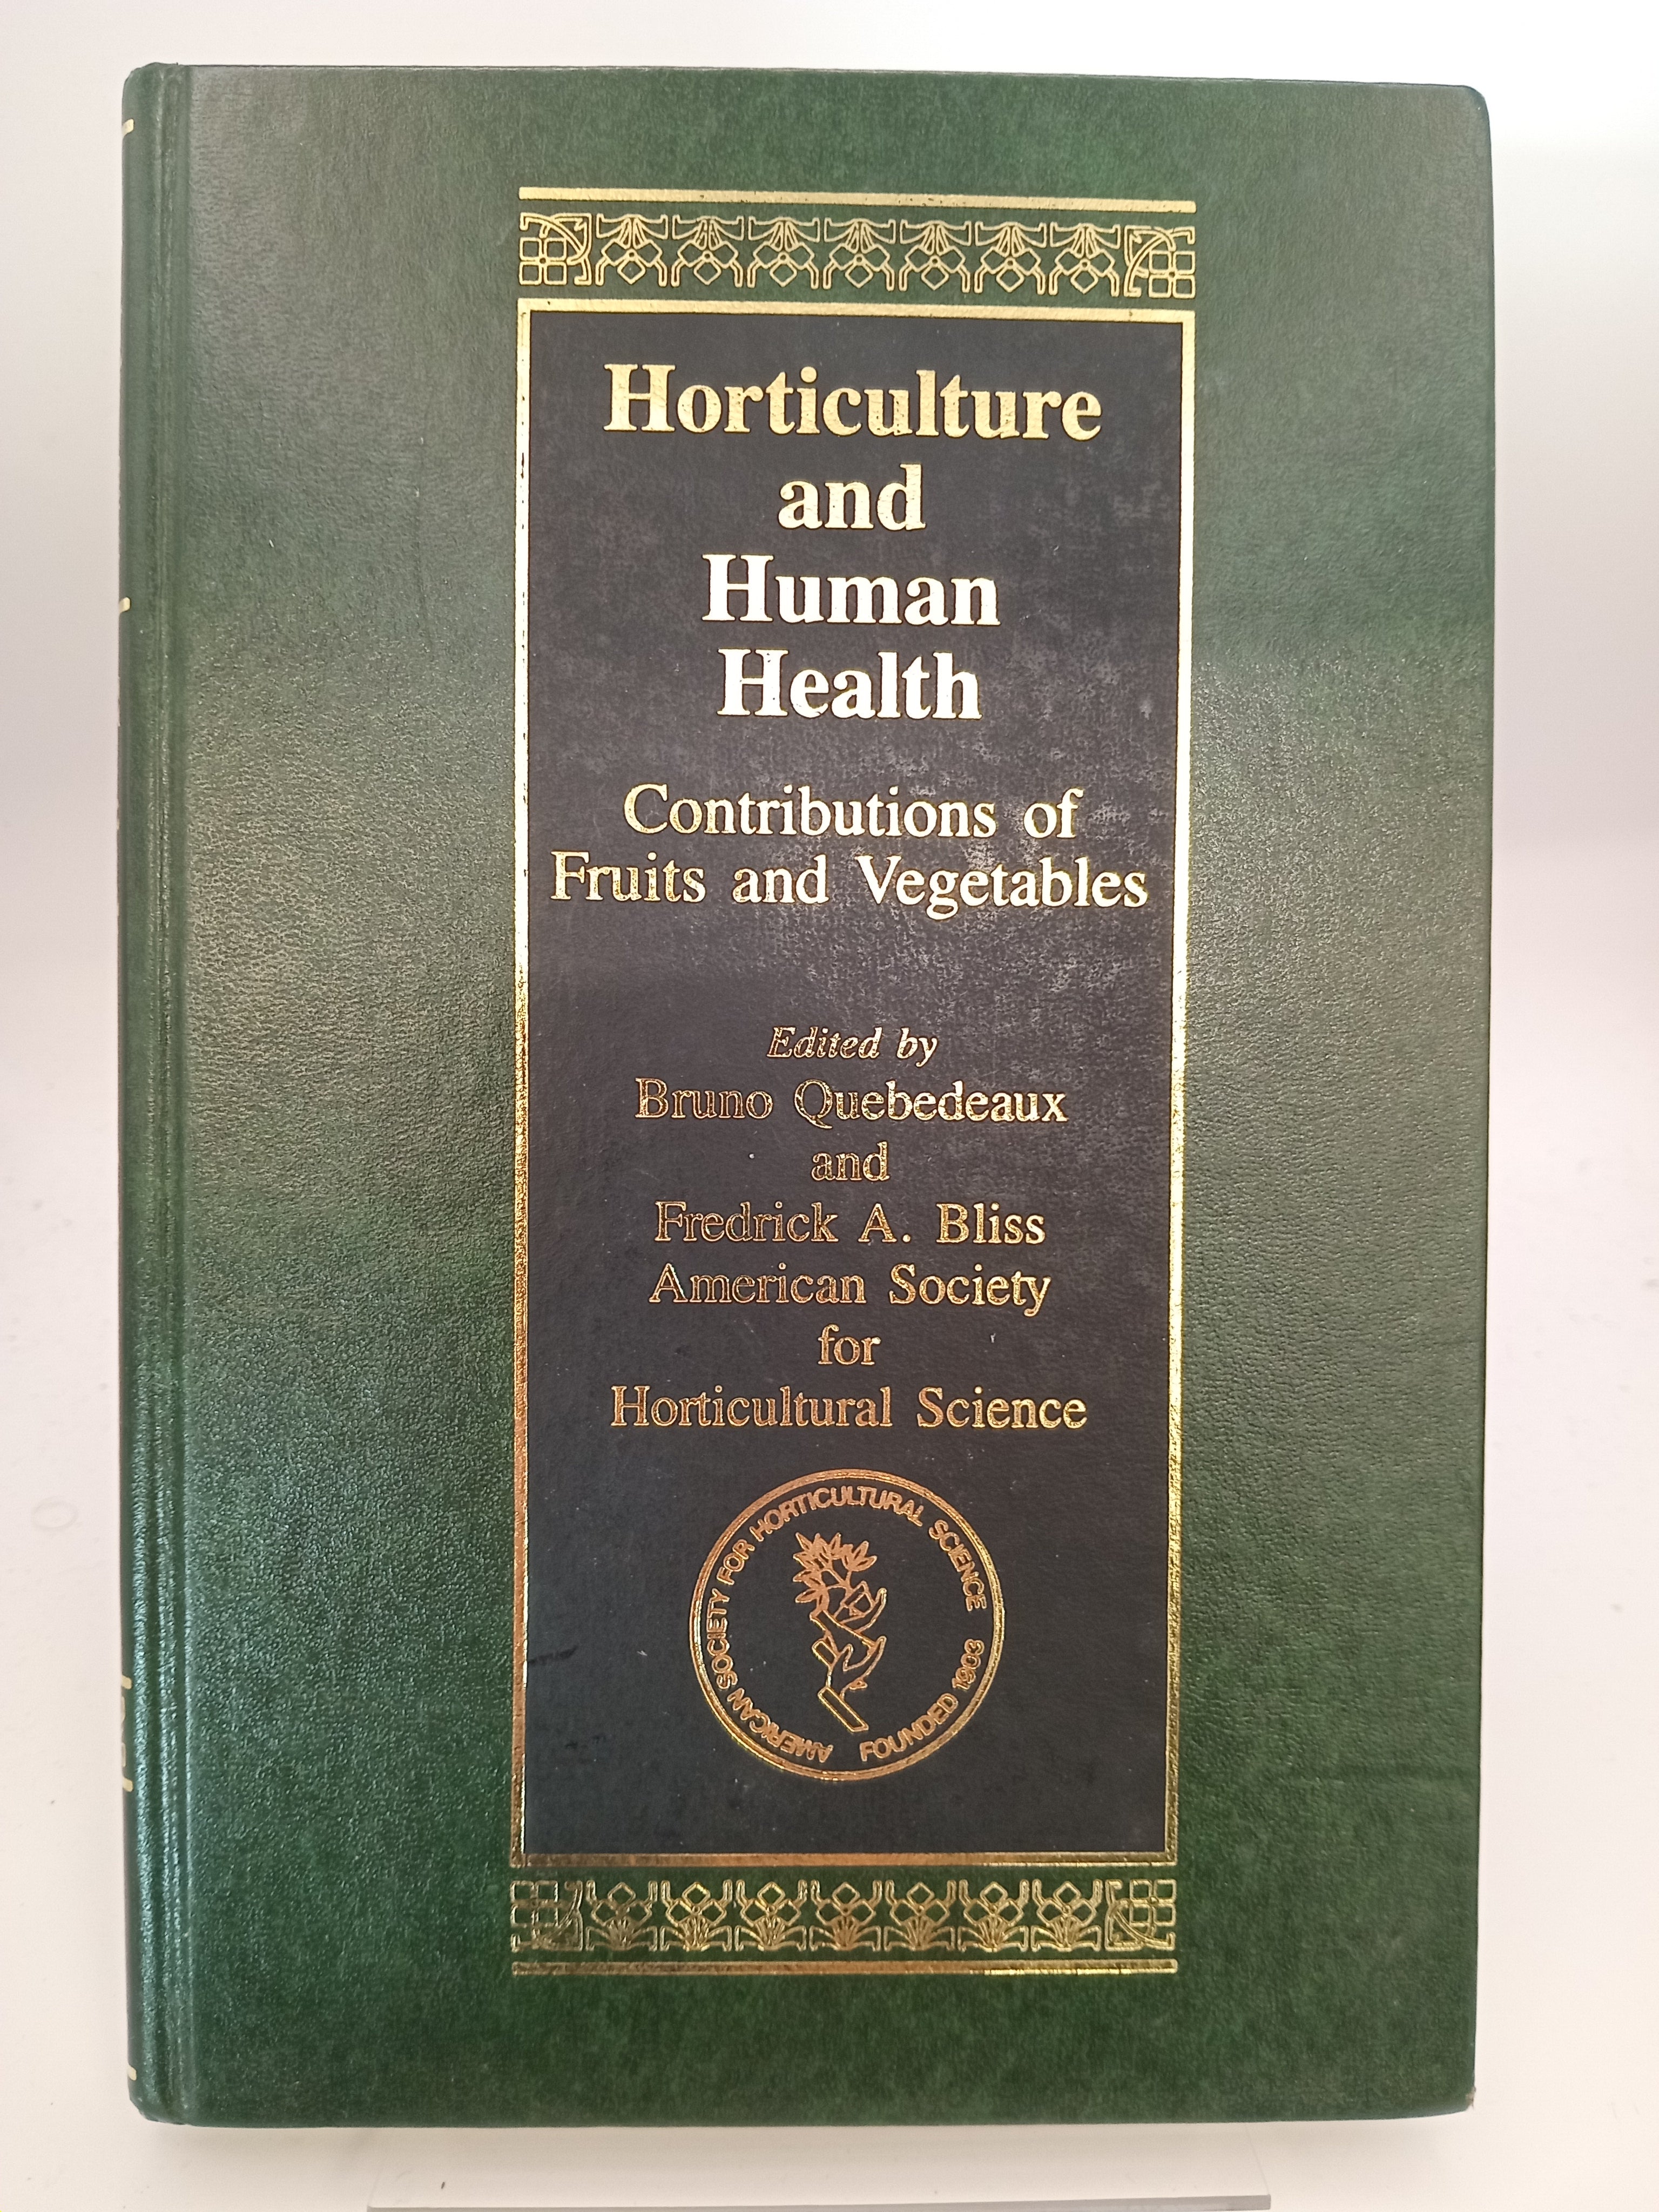 Horticulture
and
Human
Health
Contributions of
Fruits and Vegetables
Edited by
Bruno Quebedeaux
and
Fredrick A. Bliss
American Society
for
Horticultural Science
AMERICAN SOCIETY FOR HORTICULTURAL SCIENCE
FOUNDED 1903